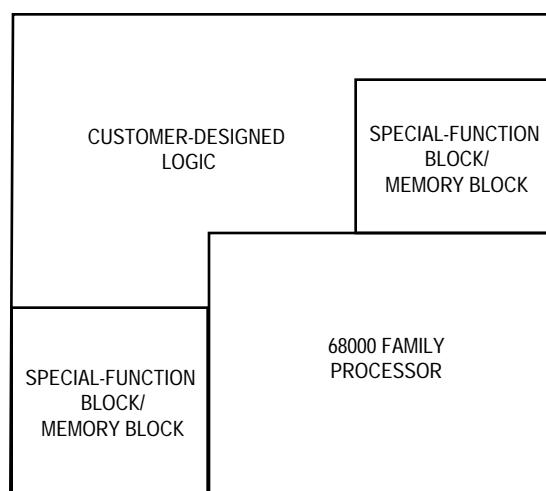 CUSTOMER-DESIGNED
LOGIC
SPECIAL-FUNCTION
BLOCK/
MEMORY BLOCK
68000 FAMILY
PROCESSOR
SPECIAL-FUNCTION
BLOCK/
MEMORY BLOCK